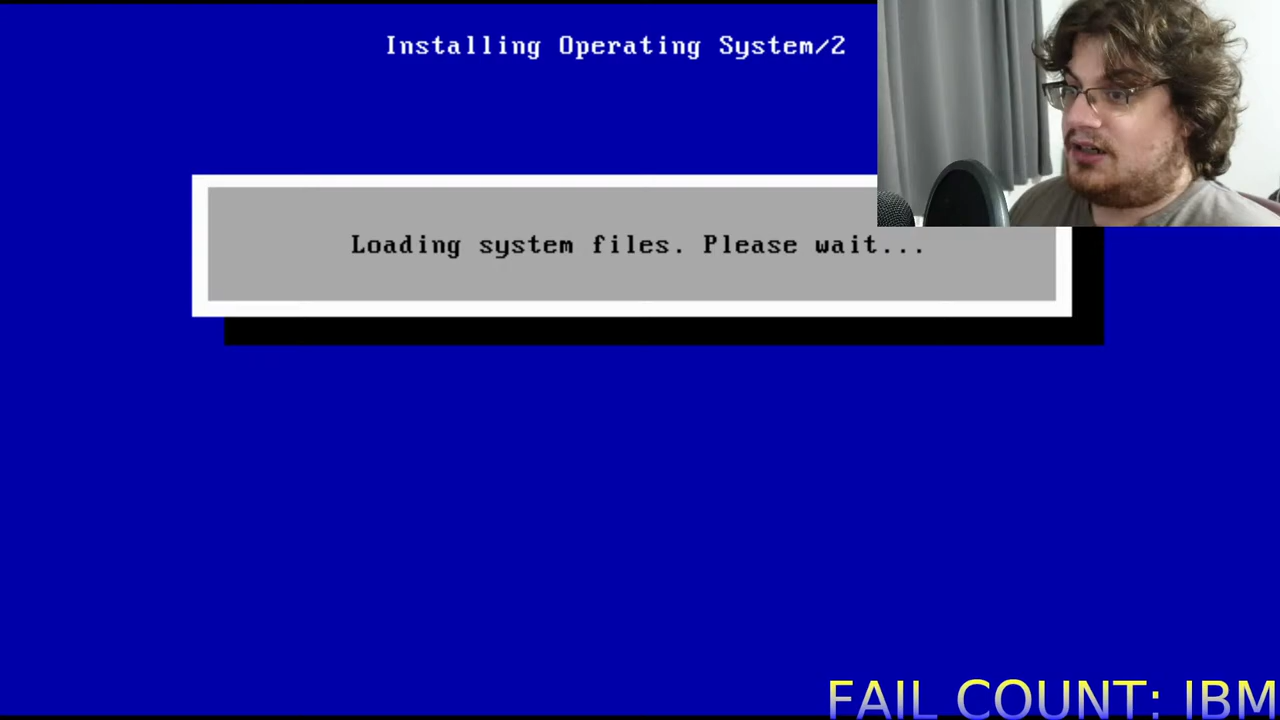 Installing Operating System/2
Loading system files. Please wait...
FAIL COUNT: IBM